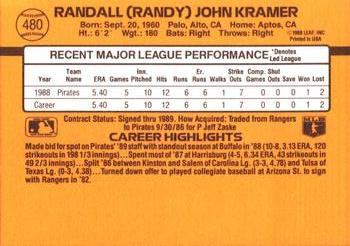 480
RANDALL (RANDY) JOHN KRAMER
Born: Sept. 20, 1960 Palo, Alto, CA Home: Aptos, CA
Ht: 6'2" Wgt.: 180 Bats: Right Throws: Right
© 1988 LEAF, INC.
Printed in USA
RECENT MAJOR LEAGUE PERFORMANCE *Denotes Led League
Inn. Er. Strike Comp. Shut
Year Team Name ERA Games Pitched Hits Runs Runs Walks Outs Games Outs Save Won Lost
1988 Pirates 5.40 5 10 12 6 6 1 7 0 0 0 1 2
Career 5.40 5 10 12 6 6 1 7 0 0 0 1 2
Contract Status: Signed thru 1989. How Acquired: Traded from Rangers
to Pirates 9/30/86 for P Jeff Zaske
MLB
CAREER HIGHLIGHTS
Made bid for spot on Pirates' '89 staff with standout season at Buffalo in '88 (10-8, 3.13 ERA, 120
strikeouts in 198 1/3 innings)...Spent most of '87 at Harrisburg (4-5, 6.34 ERA, 43 strikeouts in
49 2/3 innings)...Split '86 between Kinston and Salem of Carolina Lg. (3-3, 4.78) and Tulsa of
Texas Lg. (0-3, 4.38)...Turned down offer to played collegiate baseball at Arizona St. to sign
with Rangers in '82.